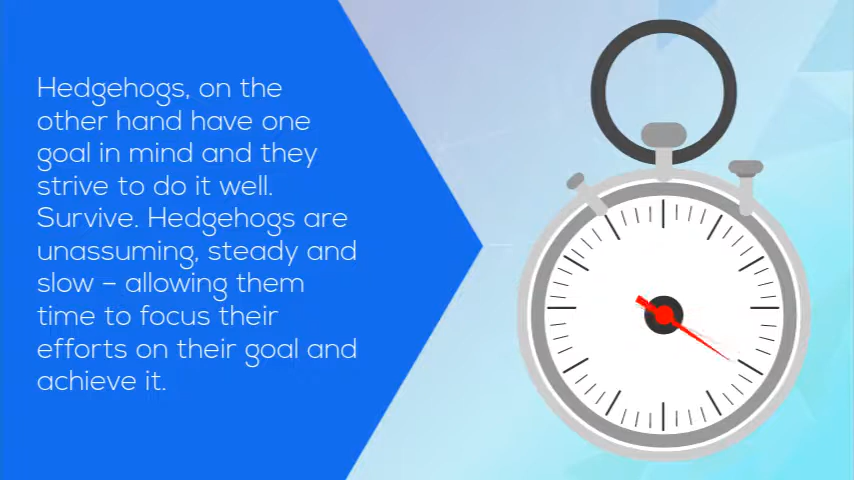 Hedgehogs, on the
other hand have one
goal in mind and they
strive to do it well.
Survive. Hedgehogs are
unassuming, steady and
slow – allowing them
time to focus their
efforts on their goal and
achieve it.